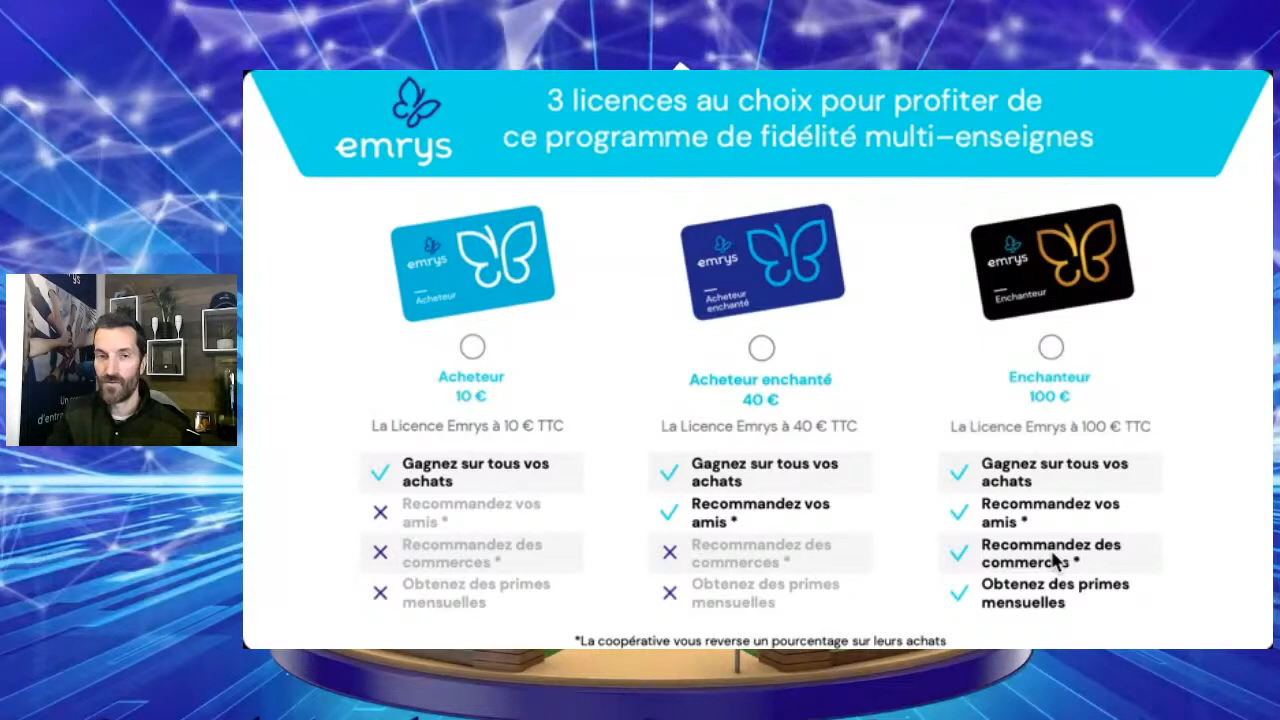 3 licences au choix pour profiter de
ce programme de fidélité multi-enseignes
emrys
emrys
Acheteur
emrys
Acheteur
enchanté
emrys
Enchanteur
Acheteur
10 €
La Licence Emrys à 10 € TTC
Gagnez sur tous vos
achats
Recommandez vos
amis *
Recommandez des
commerces *
Obtenez des primes
mensuelles
Acheteur enchanté
40 €
La Licence Emrys à 40 € TTC
Gagnez sur tous vos
achats
Recommandez vos
amis *
Recommandez des
commerces *
Obtenez des primes
mensuelles
Enchanteur
100 €
La Licence Emrys à 100 € TTC
Gagnez sur tous vos
achats
Recommandez vos
amis *
Recommandez des
commerces *
Obtenez des primes
mensuelles
*La coopérative vous reverse un pourcentage sur leurs achats
ys
Un
d'entre